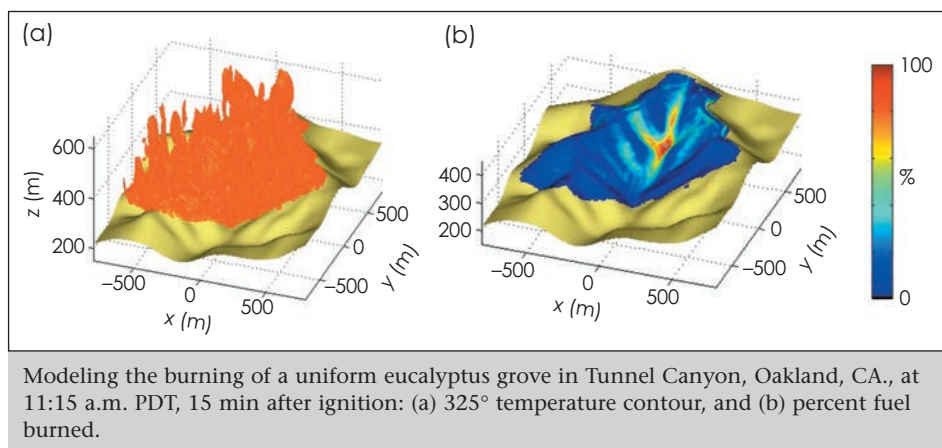 (a)
(b)
600
400
200
z (m)
−500
0
500
x (m)
−500
0
500
y (m)
400
300
200
−500
0
500
x (m)
−500
0
500
y (m)
100
%
0
Modeling the burning of a uniform eucalyptus grove in Tunnel Canyon, Oakland, CA., at
11:15 a.m. PDT, 15 min after ignition: (a) 325° temperature contour, and (b) percent fuel
burned.